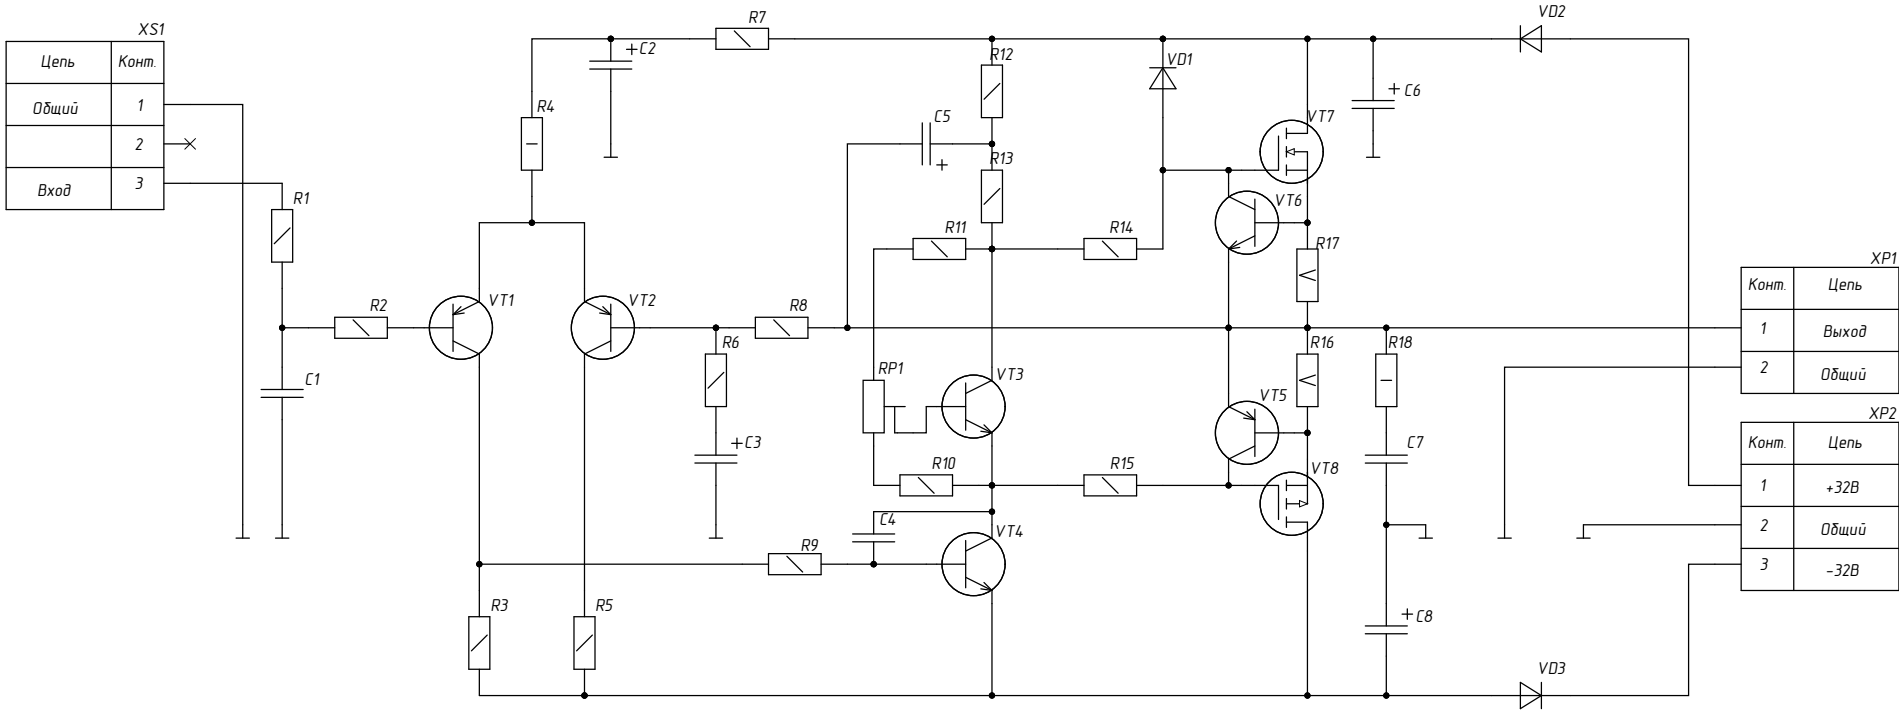 XS1
Цепь Конт.
Общий 1
2
Вход 3
R1
R2
C1
VT1
R3
R4
C2
R7
VT2
R5
R6
C3
R8
R9
C4
C5
R12
R13
R11
RP1
R10
VT3
VT4
R14
R15
VD1
VT7
VT6
R17
R16
VT5
VT8
C6
R18
C7
C8
VD2
VD3
XP1
Конт. Цепь
1 Выход
2 Общий
XP2
Конт. Цепь
1 +32В
2 Общий
3 -32В